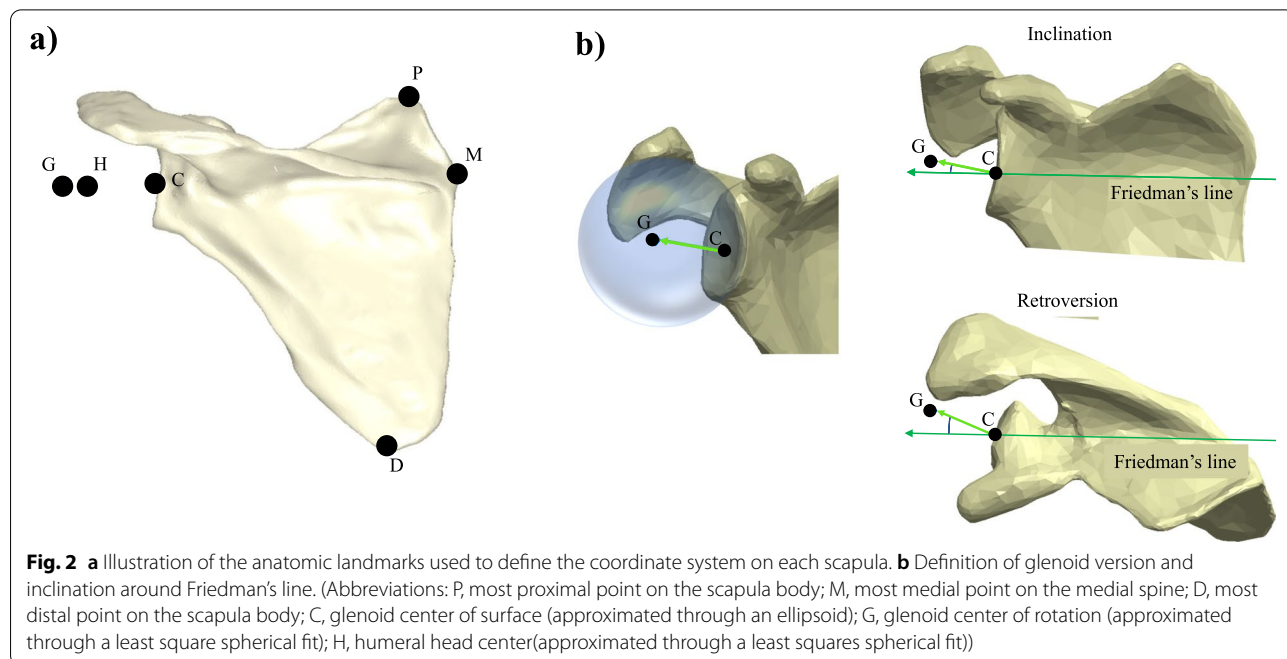 a)
P
M
G
H
C
D
b)
G
C
Inclination
G
C
Friedman's line
Retroversion
G
C
Friedman's line
Fig. 2 a Illustration of the anatomic landmarks used to define the coordinate system on each scapula. b Definition of glenoid version and
inclination around Friedman's line. (Abbreviations: P, most proximal point on the scapula body; M, most medial point on the medial spine; D, most
distal point on the scapula body; C, glenoid center of surface (approximated through an ellipsoid); G, glenoid center of rotation (approximated
through a least square spherical fit); H, humeral head center(approximated through a least squares spherical fit))